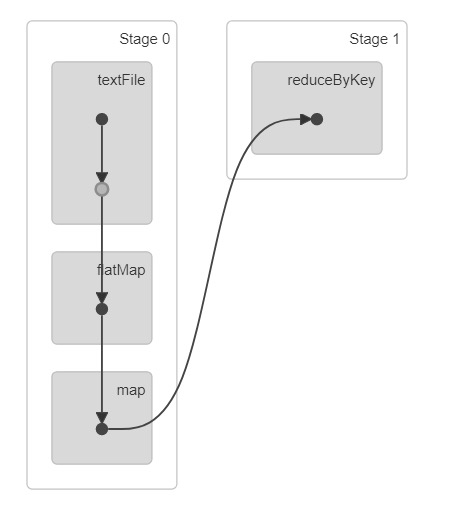 Stage 0
textFile
flatMap
map
Stage 1
reduceByKey